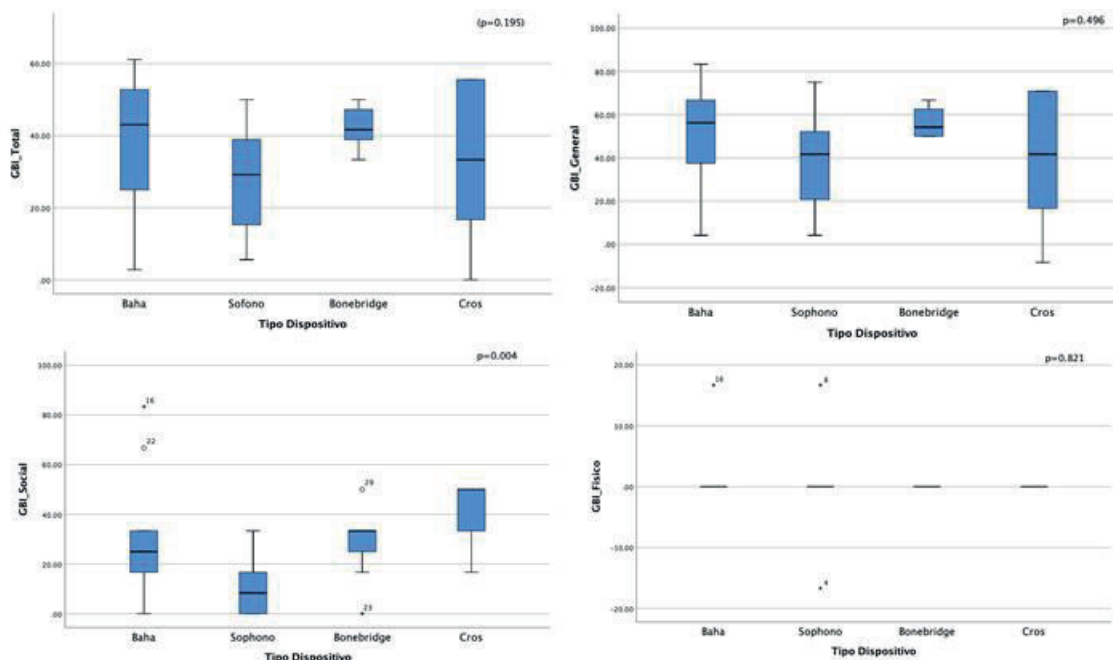 (p=0.195)
GBI_Total
60.00
40.00
20.00
.00
Baha
Sofono
Bonebridge
Cros
Tipo Dispositivo
p=0.496
GBI_General
100.00
80.00
60.00
40.00
20.00
.00
-20.00
Baha
Sophono
Bonebridge
Cros
Tipo Dispositivo
p=0.004
GBI_Social
100.00
80.00
60.00
40.00
20.00
.00
16
22
29
23
Baha
Sophono
Bonebridge
Cros
Tipo Dispositivo
p=0.821
GBI_Fisico
20.00
10.00
.00
-10.00
-20.00
16
8
4
Baha
Sophono
Bonebridge
Cros
Tipo Dispositivo